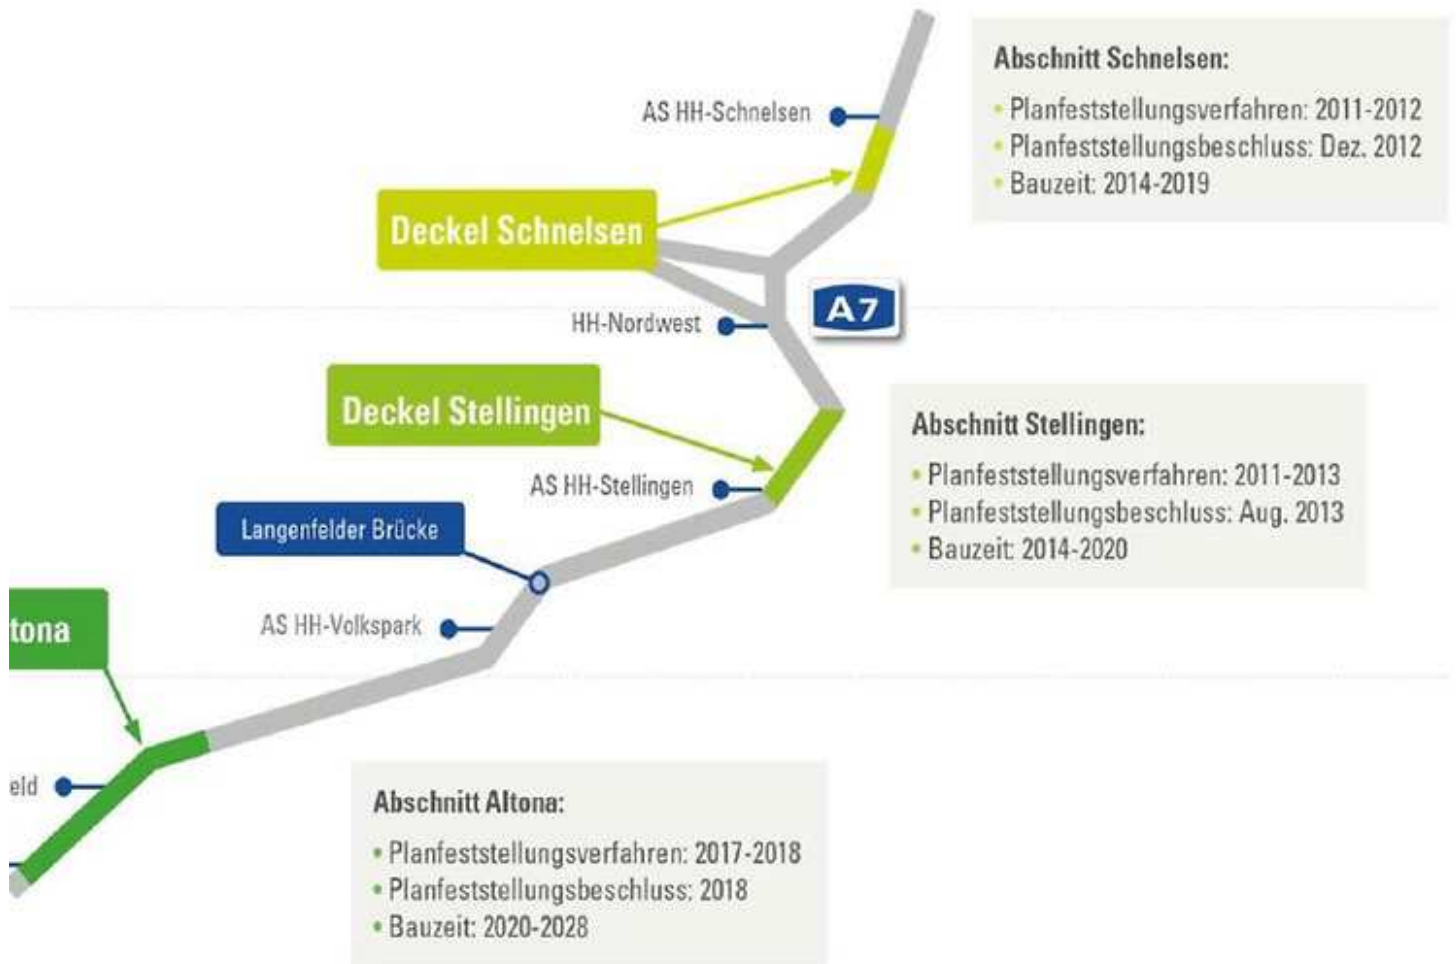 AS HH-Schnelsen
Abschnitt Schnelsen:
• Planfeststellungsverfahren: 2011-2012
• Planfeststellungsbeschluss: Dez. 2012
• Bauzeit: 2014-2019
Deckel Schnelsen
A7
HH-Nordwest
Deckel Stellingen
Abschnitt Stellingen:
• Planfeststellungsverfahren: 2011-2013
• Planfeststellungsbeschluss: Aug. 2013
• Bauzeit: 2014-2020
AS HH-Stellingen
Langenfelder Brücke
AS HH-Volkspark
tona
eld
Abschnitt Altona:
• Planfeststellungsverfahren: 2017-2018
• Planfeststellungsbeschluss: 2018
• Bauzeit: 2020-2028